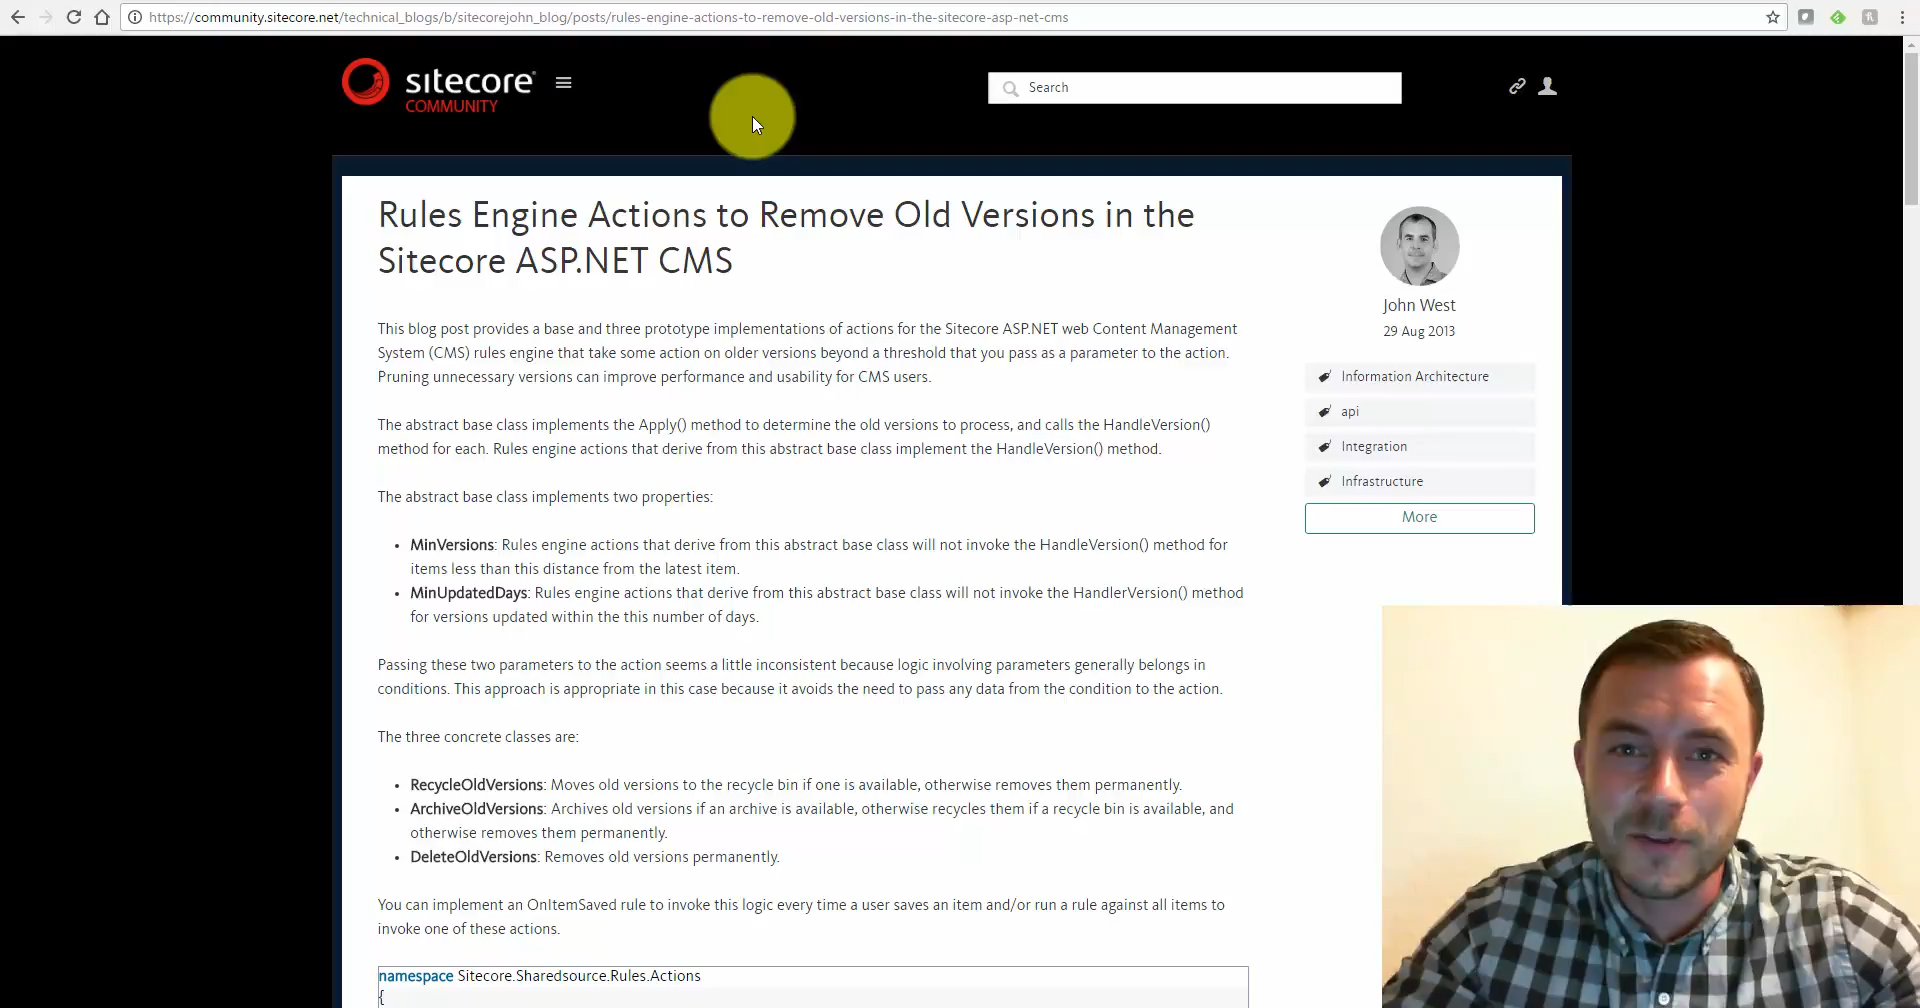 https://community.sitecore.net/technical_blogs/b/sitecorejohn_blog/posts/rules-engine-actions-to-remove-old-versions-in-the-sitecore-asp-net-cms
sitecore
COMMUNITY
Search
Rules Engine Actions to Remove Old Versions in the
Sitecore ASP.NET CMS
This blog post provides a base and three prototype implementations of actions for the Sitecore ASP.NET web Content Management
System (CMS) rules engine that take some action on older versions beyond a threshold that you pass as a parameter to the action.
Pruning unnecessary versions can improve performance and usability for CMS users.
The abstract base class implements the Apply() method to determine the old versions to process, and calls the HandleVersion()
method for each. Rules engine actions that derive from this abstract base class implement the HandleVersion() method.
The abstract base class implements two properties:
• MinVersions: Rules engine actions that derive from this abstract base class will not invoke the HandleVersion() method for
items less than this distance from the latest item.
• MinUpdatedDays: Rules engine actions that derive from this abstract base class will not invoke the HandlerVersion() method
for versions updated within the this number of days.
Passing these two parameters to the action seems a little inconsistent because logic involving parameters generally belongs in
conditions. This approach is appropriate in this case because it avoids the need to pass any data from the condition to the action.
The three concrete classes are:
• RecycleOldVersions: Moves old versions to the recycle bin if one is available, otherwise removes them permanently.
• ArchiveOldVersions: Archives old versions if an archive is available, otherwise recycles them if a recycle bin is available, and
otherwise removes them permanently.
• DeleteOldVersions: Removes old versions permanently.
You can implement an OnItemSaved rule to invoke this logic every time a user saves an item and/or run a rule against all items to
invoke one of these actions.
namespace Sitecore.Sharedsource.Rules.Actions
{
John West
29 Aug 2013
Information Architecture
api
Integration
Infrastructure
More